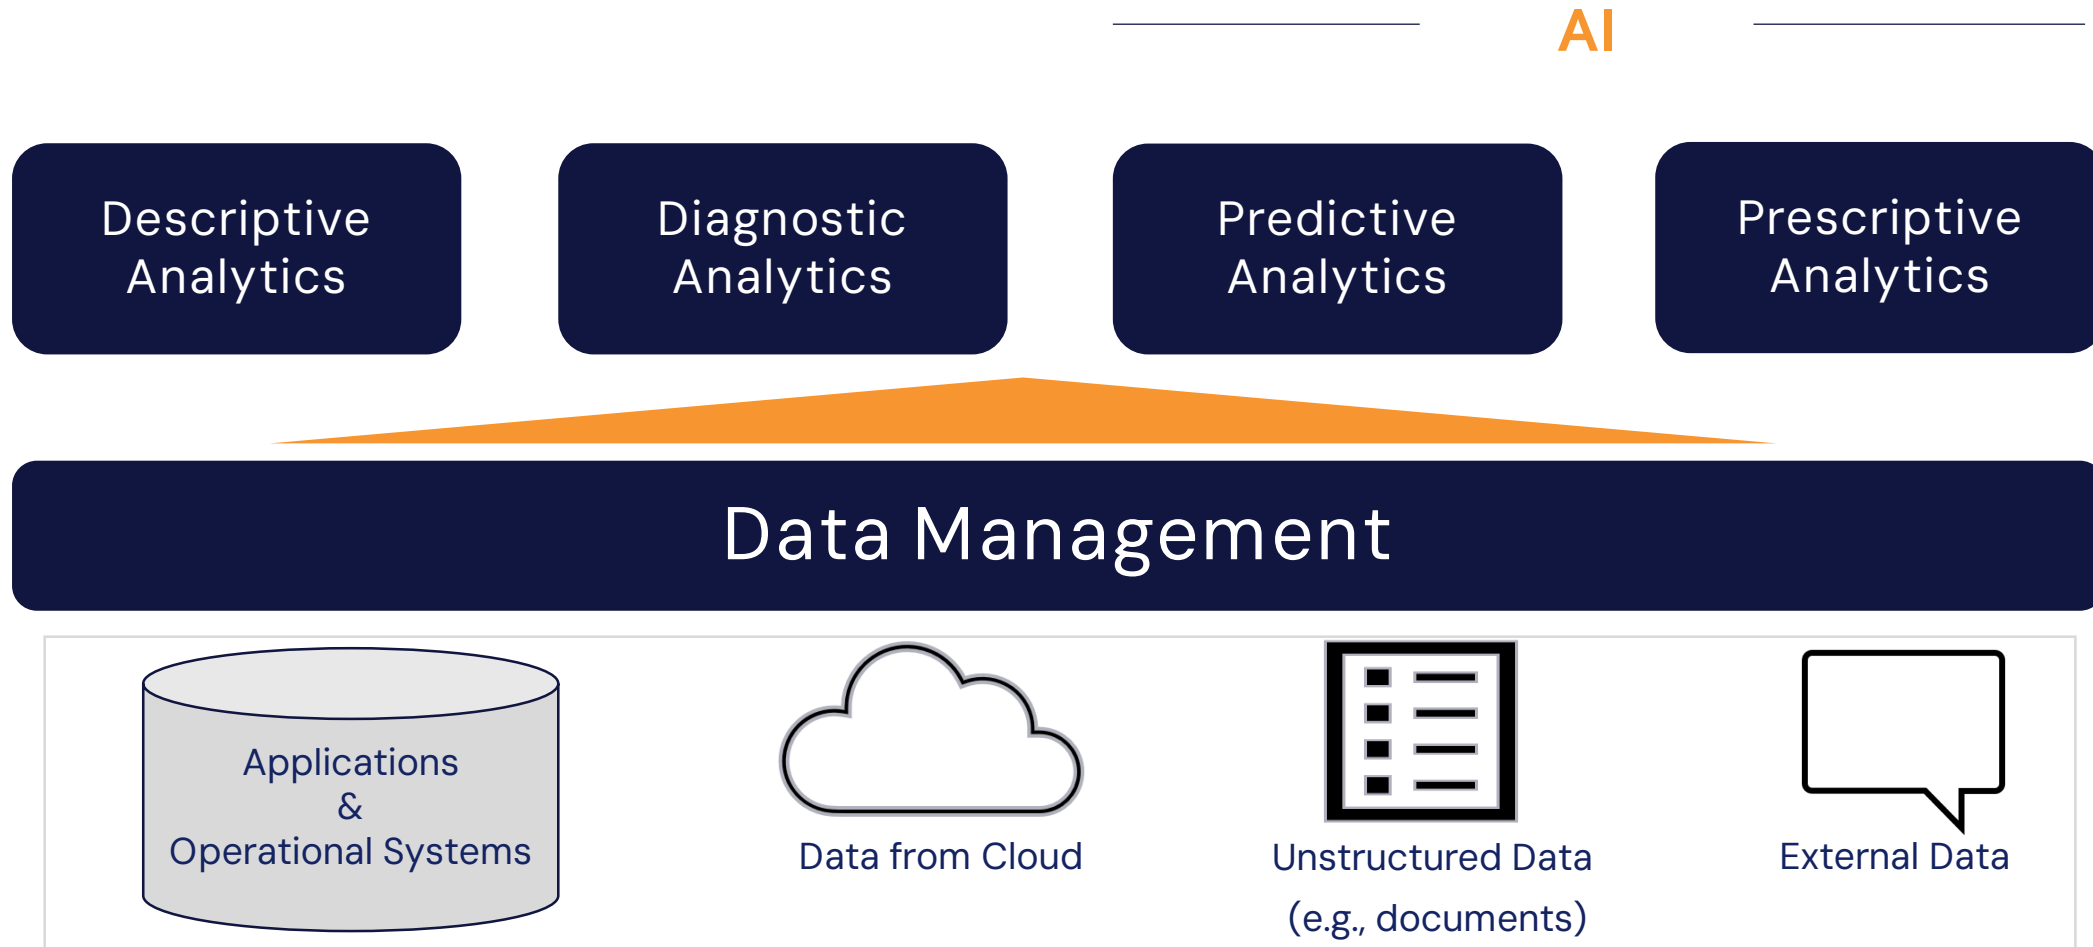 AI
Descriptive
Analytics
Diagnostic
Analytics
Predictive
Analytics
Prescriptive
Analytics
Data Management
Applications
&
Operational Systems
Data from Cloud
Unstructured Data
(e.g., documents)
External Data